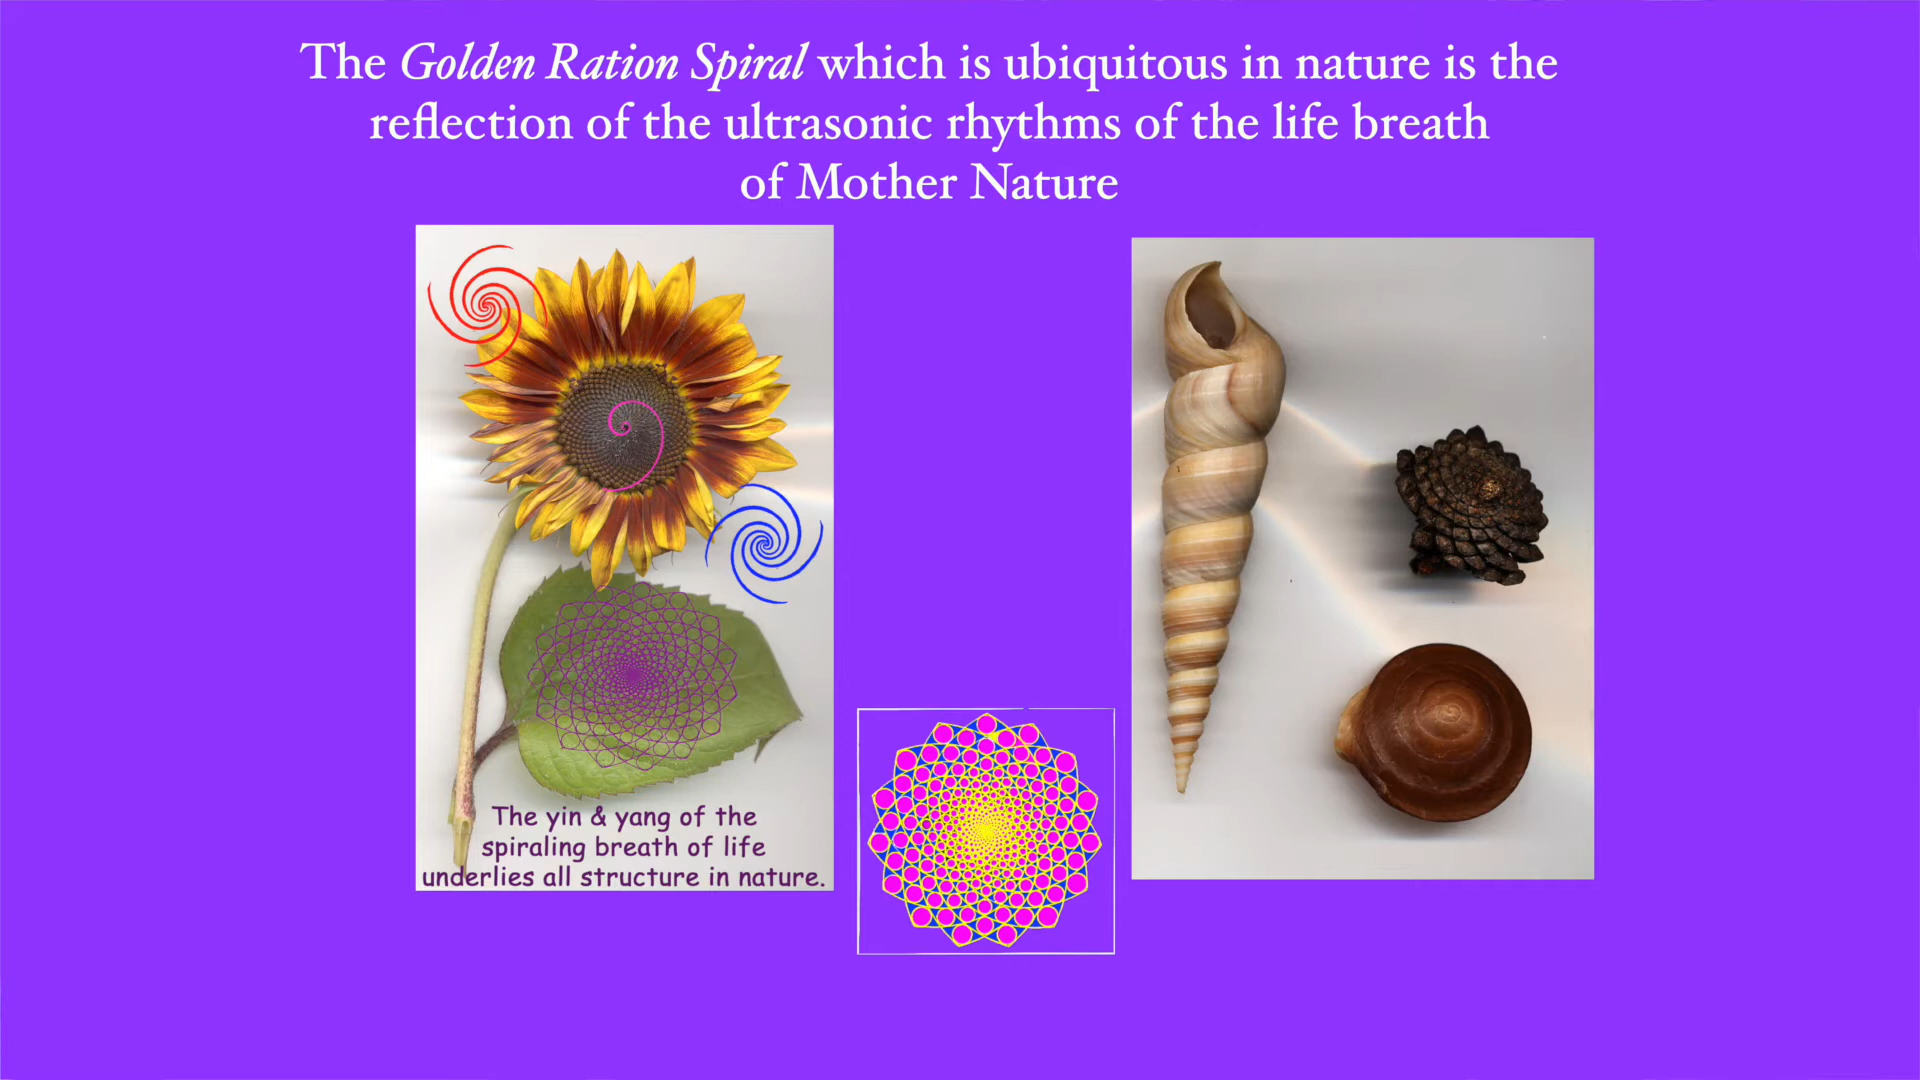 The Golden Ration Spiral which is ubiquitous in nature is the
reflection of the ultrasonic rhythms of the life breath
of Mother Nature
The yin & yang of the
spiraling breath of life
underlies all structure in nature.